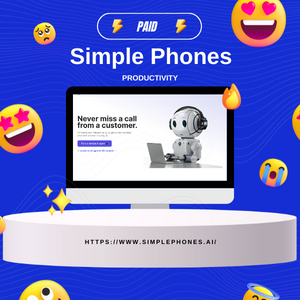 PAID
Simple Phones
PRODUCTIVITY
Never miss a call
from a customer.
HTTPS://WWW.SIMPLEPHONES.AI/